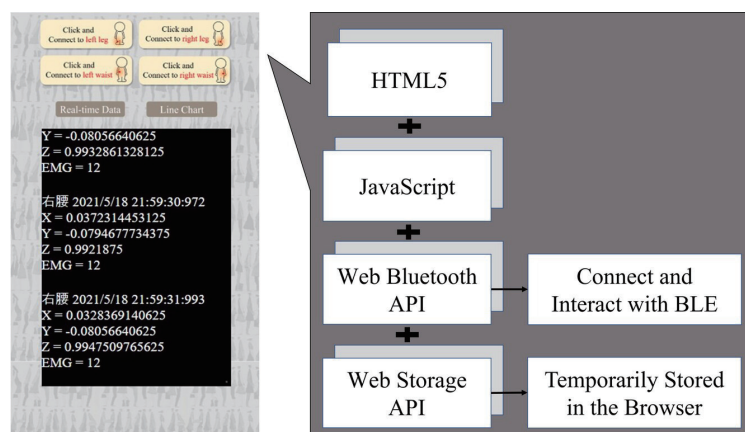 Click and
Connect to left leg
Click and
Connect to right leg
Click and
Connect to left waist
Click and
Connect to right waist
Real-time Data
Line Chart
Y = -0.08056640625
Z = 0.9932861328125
EMG = 12
右腰 2021/5/18 21:59:30:972
X = 0.0372314453125
Y = -0.0794677734375
Z = 0.9921875
EMG = 12
右腰 2021/5/18 21:59:31:993
X = 0.0328369140625
Y = -0.08056640625
Z = 0.9947509765625
EMG = 12
HTML5
+
JavaScript
+
Web Bluetooth
API
Connect and
Interact with BLE
+
Web Storage
API
Temporarily Stored
in the Browser